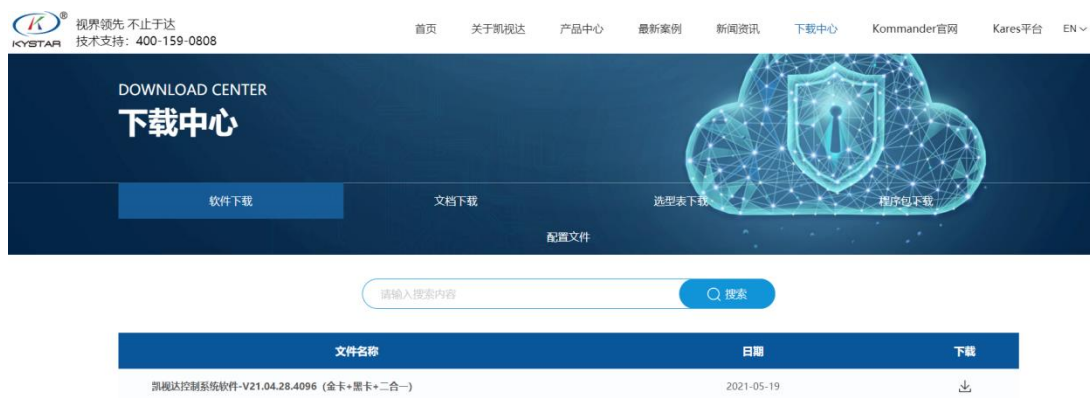 KYSTAR®
视界领先 不止于达
技术支持：400-159-0808
首页 关于凯视达 产品中心 最新案例 新闻资讯 下载中心 Kommander官网 Kares平台 EN
DOWNLOAD CENTER
下载中心
软件下载 文档下载 选型表下载 程序包下载
配置文件
请输入搜索内容 搜索
文件名称 日期 下载
凯视达控制系统软件-V21.04.28.4096（金卡+黑卡+二合一) 2021-05-19